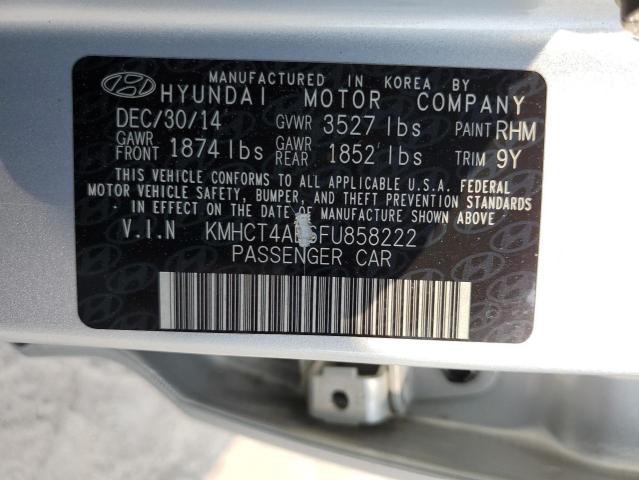 MANUFACTURED IN KOREA BY
HYUNDAI MOTOR COMPANY
DEC/30/14 GVWR 3527 lbs PAINT RHM
GAWR FRONT 1874 lbs GAWR REAR 1852 lbs TRIM 9Y
THIS VEHICLE CONFORMS TO ALL APPLICABLE U.S.A. FEDERAL
MOTOR VEHICLE SAFETY, BUMPER, AND THEFT PREVENTION STANDARDS
IN EFFECT ON THE DATE OF MANUFACTURE SHOWN ABOVE.
V.I.N KMHCT4AE6FU858222
PASSENGER CAR